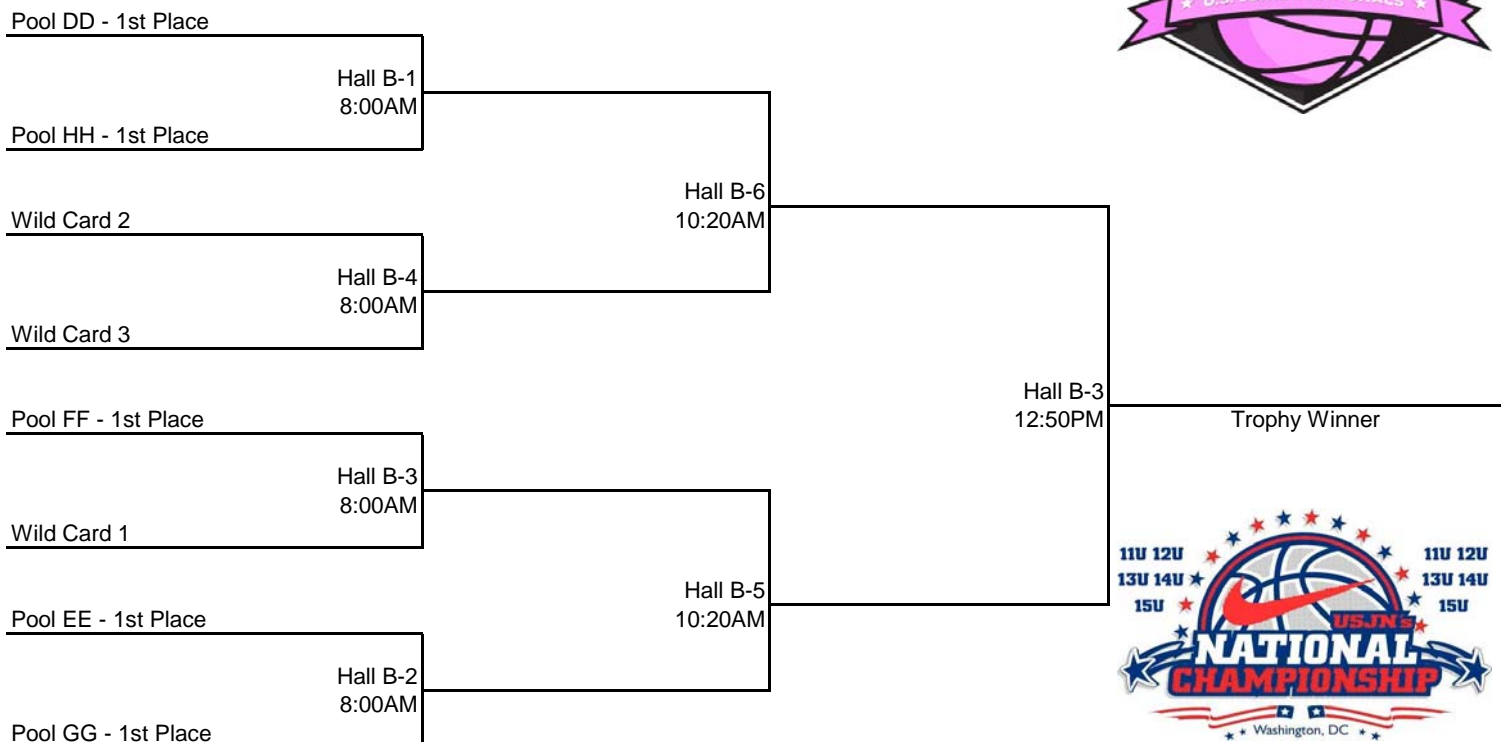 U.S. JUNIOR NATIONALS
Pool DD - 1st Place
Hall B-1
8:00AM
Pool HH - 1st Place
Hall B-6
10:20AM
Wild Card 2
Hall B-4
8:00AM
Wild Card 3
Hall B-3
12:50PM
Trophy Winner
Pool FF - 1st Place
Hall B-3
8:00AM
Wild Card 1
Hall B-5
10:20AM
Pool EE - 1st Place
Hall B-2
8:00AM
Pool GG - 1st Place
11U 12U
13U 14U
15U
11U 12U
13U 14U
15U
USJN's
NATIONAL
CHAMPIONSHIP
Washington, DC